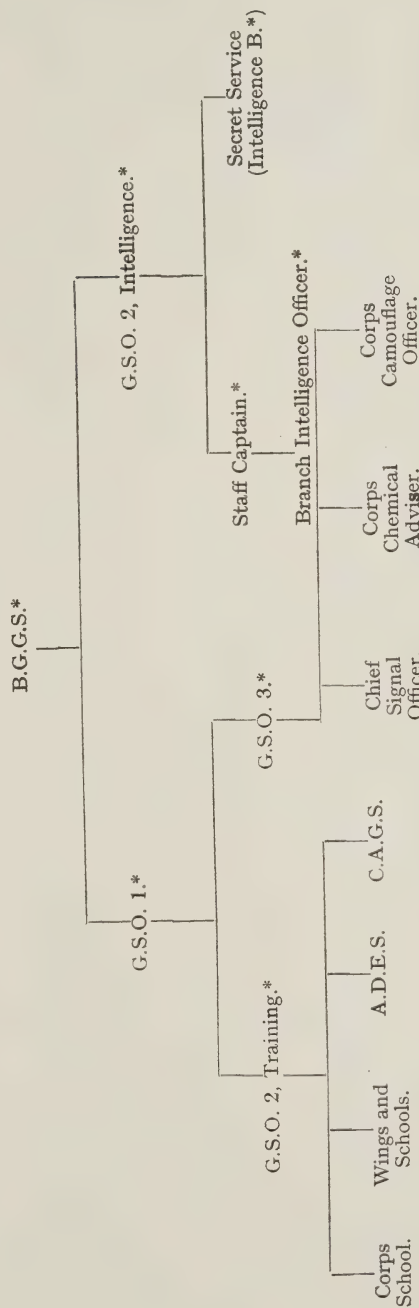 B.G.G.S.*
G.S.O. 1.*
G.S.O. 2, Intelligence.*
G.S.O. 2, Training.*
G.S.O. 3.*
Staff Captain.*
Secret Service
(Intelligence B.*)
Branch Intelligence Officer.*
Corps
School.
Wings and
Schools.
A.D.E.S.
C.A.G.S.
Chief
Signal
Officer
Corps
Chemical
Adviser.
Corps
Camouflage
Officer.